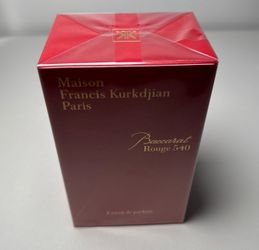 Maison
Francis Kurkdjian
Paris
Baccarat
Rouge 540
Extrait de parfum